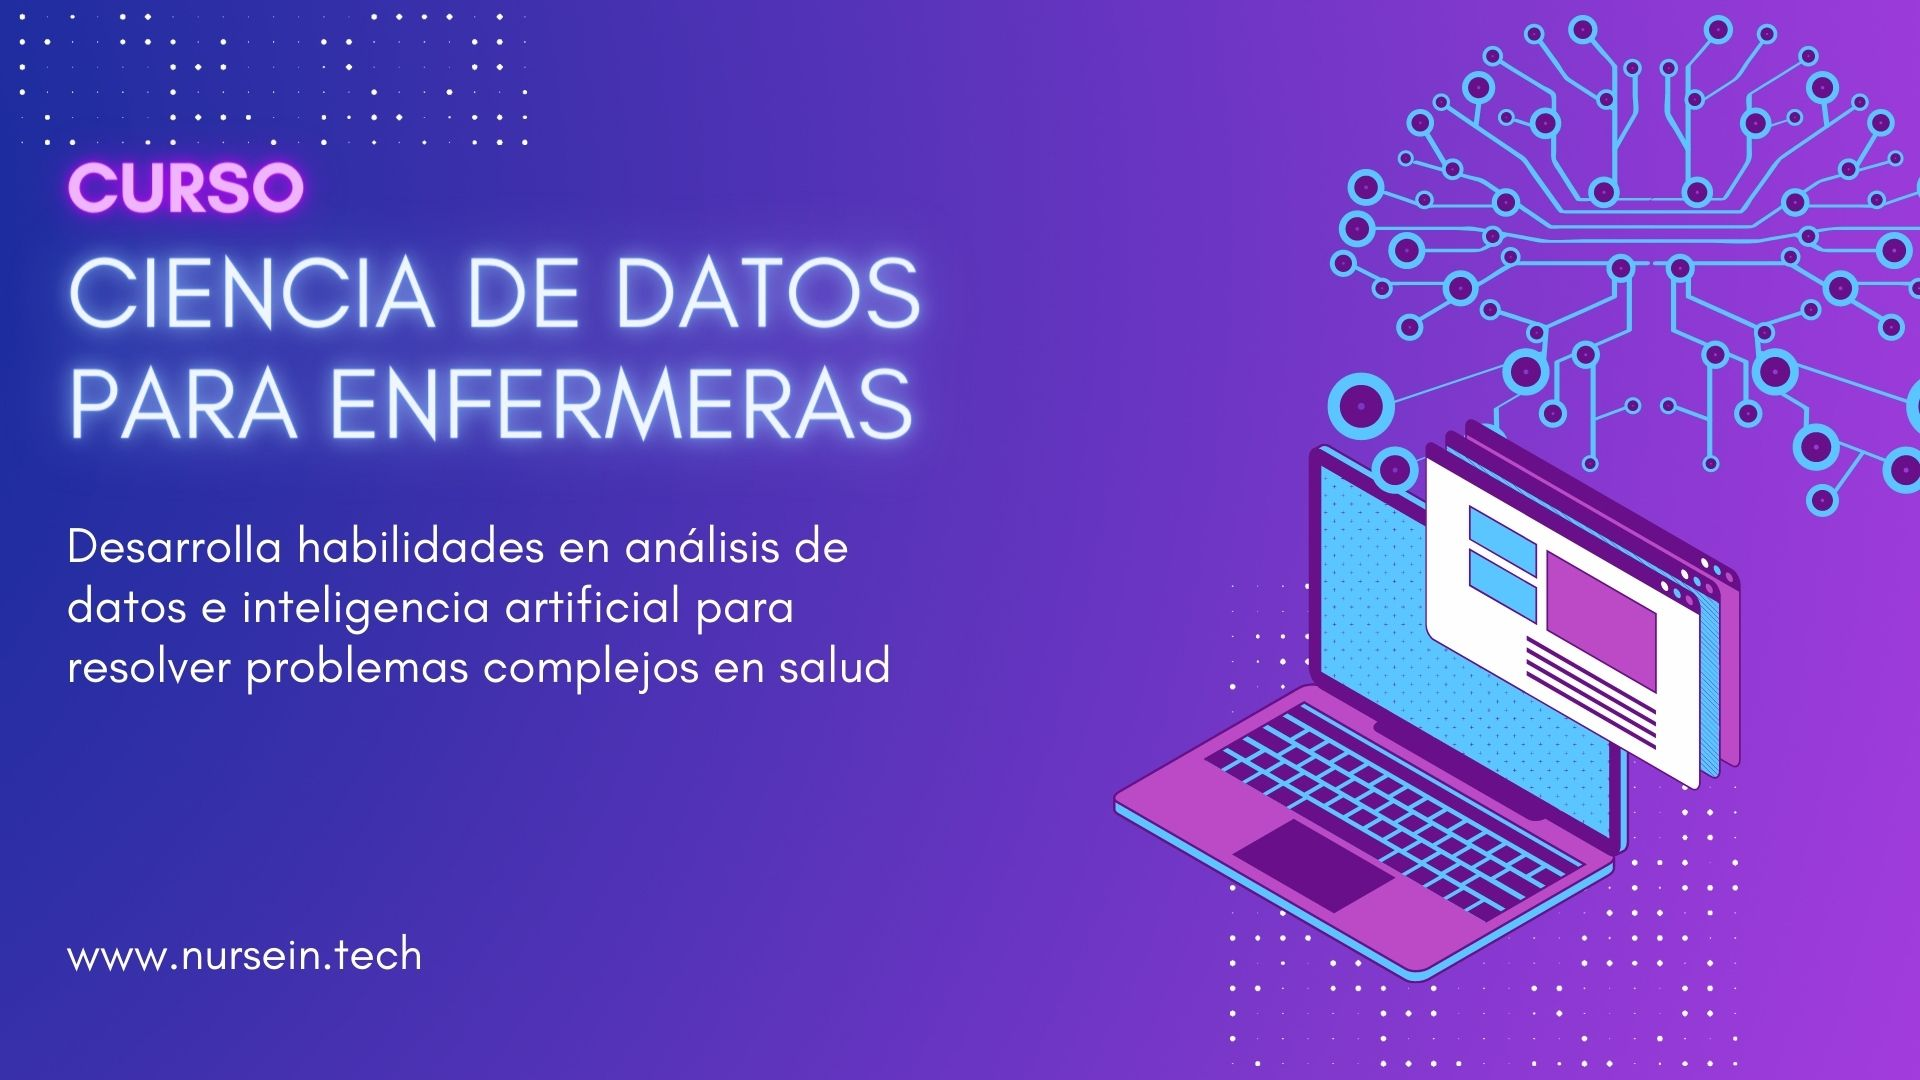 CURSO
CIENCIA DE DATOS
PARA ENFERMERAS
Desarrolla habilidades en análisis de
datos e inteligencia artificial para
resolver problemas complejos en salud
www.nursein.tech